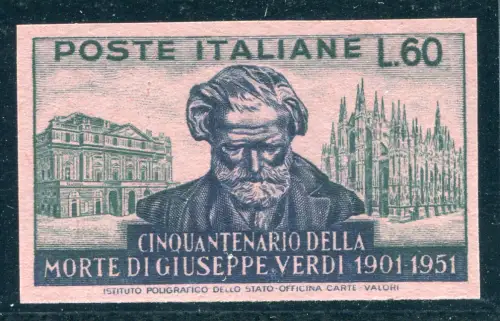 POSTE ITALIANE L.60
CINQUANTENARIO DELLA
MORTE DI GIUSEPPE VERDI 1901-1951
ISTITUTO POLIGRAFICO DELLO STATO-OFFICINA CARTE-VALORI